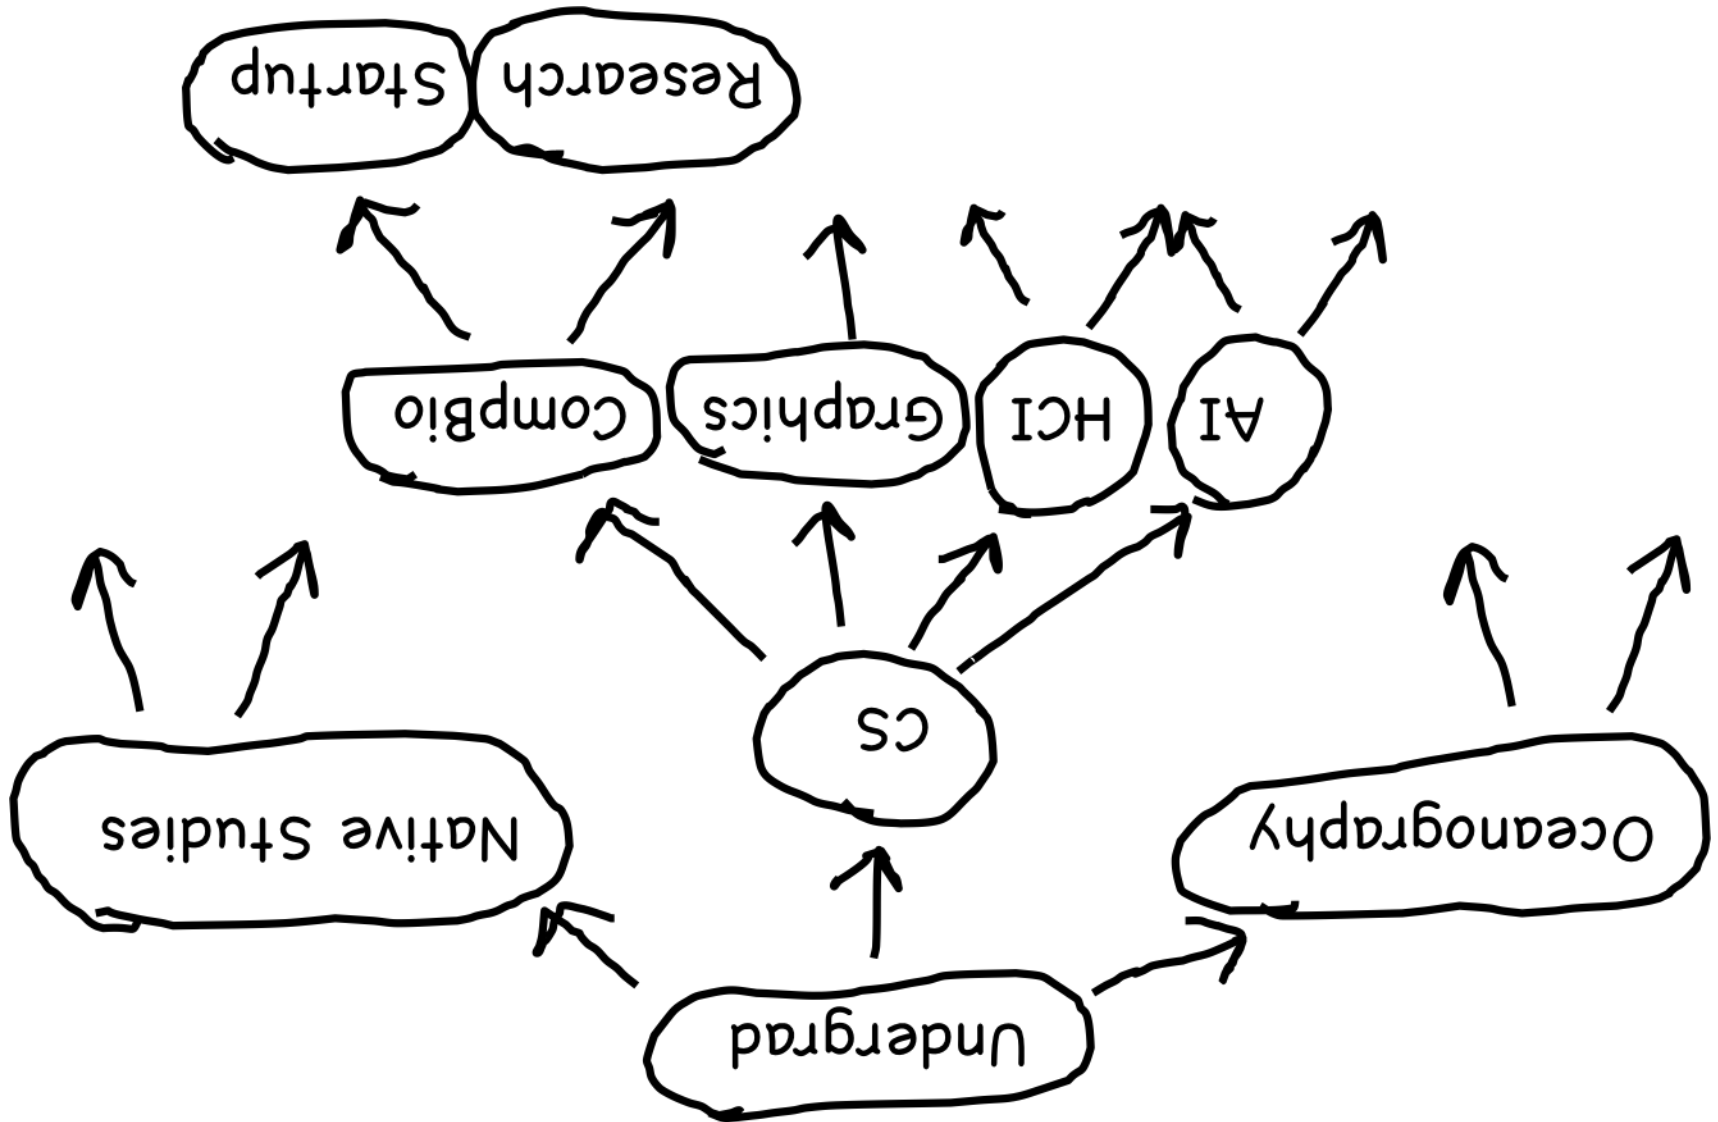 Undergrad
Oceanography
CS
Native Studies
AI
HCI
Graphics
CompBio
Research
Startup